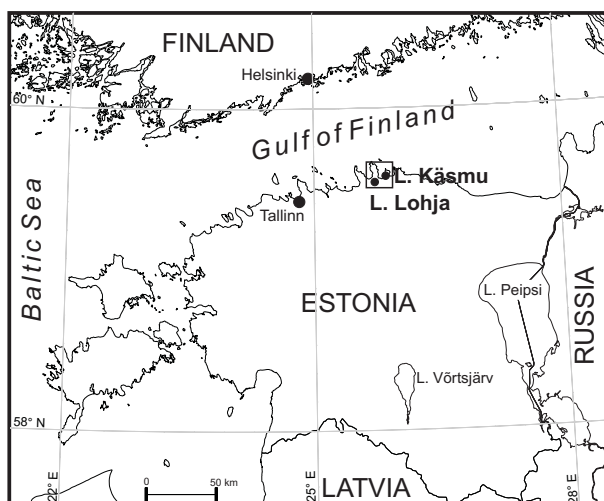 FINLAND
Helsinki
60° N
Gulf of Finland
L. Käsmu
L. Lohja
Tallinn
Baltic Sea
L. Peipsi
ESTONIA
RUSSIA
L. Võrtsjärv
58° N
22° E
25° E
28° E
0 50 km
LATVIA